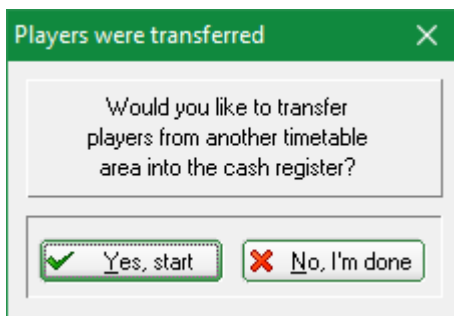 Players were transferred
Would you like to transfer
players from another timetable
area into the cash register?
Yes, start
No, I'm done